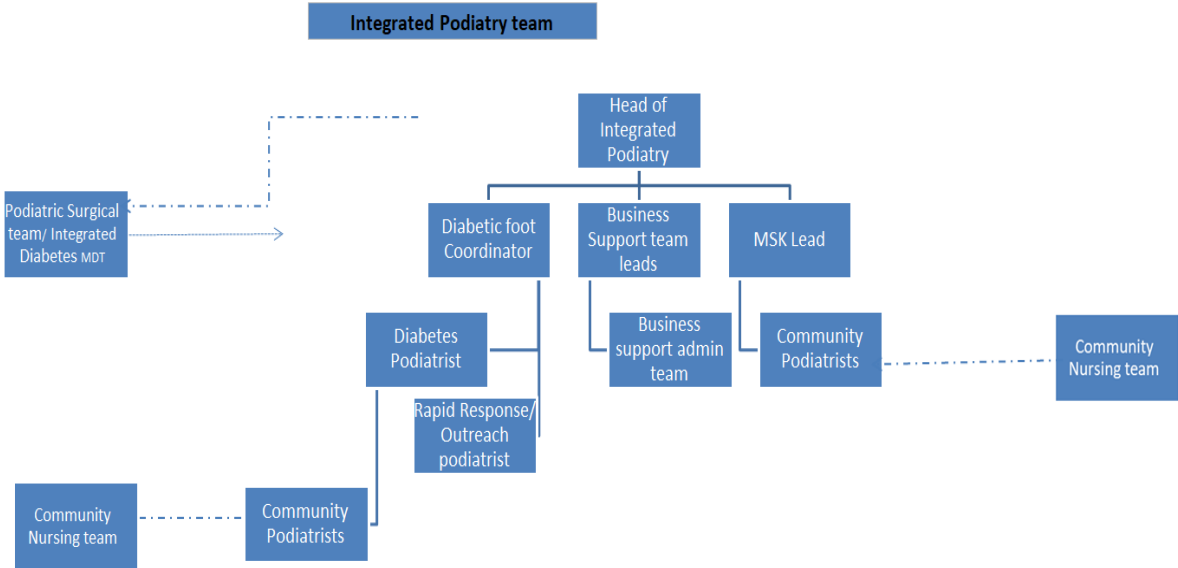 Integrated Podiatry team
Head of
Integrated
Podiatry
Podiatric Surgical
team/ Integrated
Diabetes MDT
Diabetic foot
Coordinator
Business
Support team
leads
MSK Lead
Diabetes
Podiatrist
Business
support admin
team
Community
Podiatrists
Community
Nursing team
Rapid Response/
Outreach
podiatrist
Community
Nursing team
Community
Podiatrists